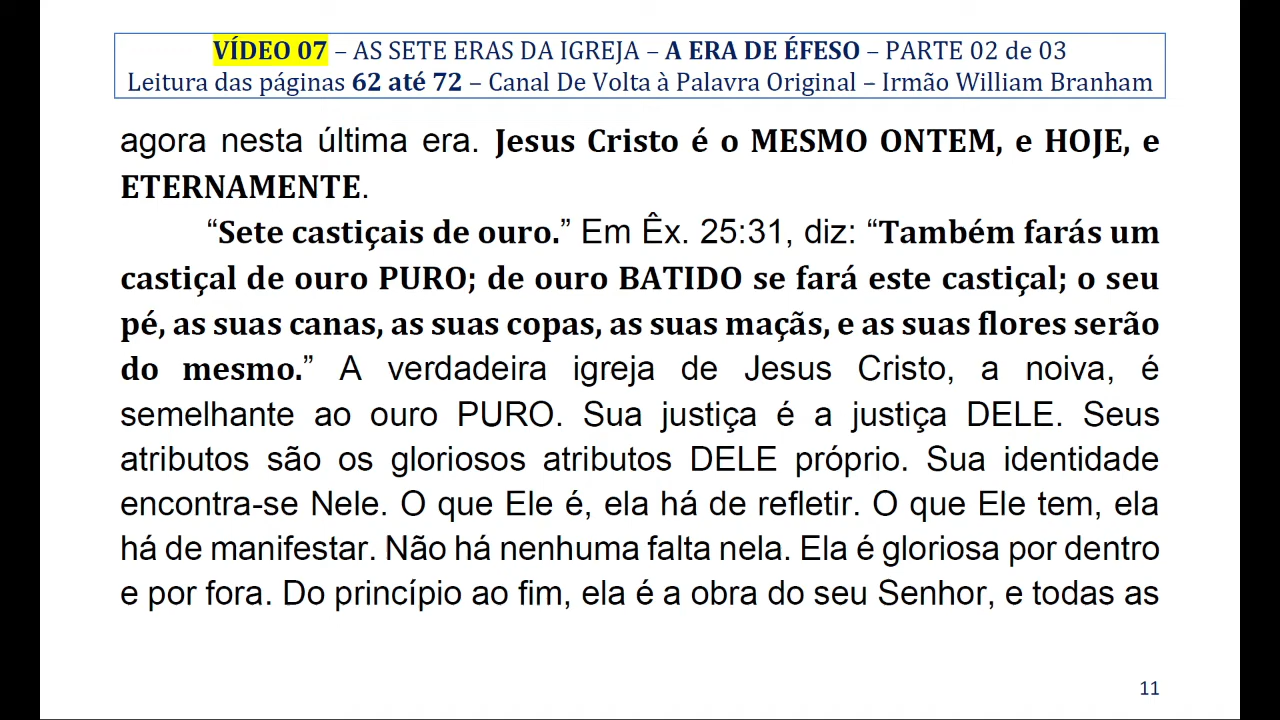 VÍDEO 07 – AS SETE ERAS DA IGREJA – A ERA DE ÉFESO – PARTE 02 de 03
Leitura das páginas 62 até 72 – Canal De Volta à Palavra Original – Irmão William Branham
agora nesta última era. Jesus Cristo é o MESMO ONTEM, e HOJE, e
ETERNAMENTE.
“Sete castiçais de ouro.” Em Êx. 25:31, diz: “Também farás um
castiçal de ouro PURO; de ouro BATIDO se fará este castiçal; o seu
pé, as suas canas, as suas copas, as suas maçãs, e as suas flores serão
do mesmo.” A verdadeira igreja de Jesus Cristo, a noiva, é
semelhante ao ouro PURO. Sua justiça é a justiça DELE. Seus
atributos são os gloriosos atributos DELE próprio. Sua identidade
encontra-se Nele. O que Ele é, ela há de refletir. O que Ele tem, ela
há de manifestar. Não há nenhuma falta nela. Ela é gloriosa por dentro
e por fora. Do princípio ao fim, ela é a obra do seu Senhor, e todas as
11